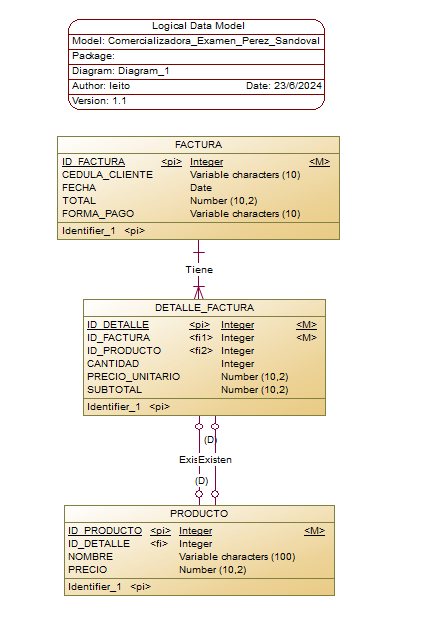 Logical Data Model
Model: Comercializadora_Examen_Perez_Sandoval
Package:
Diagram: Diagram_1
Author: leito Date: 23/6/2024
Version: 1.1
FACTURA
ID_FACTURA <pi> Integer <M>
CEDULA_CLIENTE Variable characters (10)
FECHA Date
TOTAL Number (10,2)
FORMA_PAGO Variable characters (10)
Identifier_1 <pi>
Tiene
DETALLE_FACTURA
ID_DETALLE <pi> Integer <M>
ID_FACTURA <fi1> Integer <M>
ID_PRODUCTO <fi2> Integer
CANTIDAD Integer
PRECIO_UNITARIO Number (10,2)
SUBTOTAL Number (10,2)
Identifier_1 <pi>
(D)
ExisExisten
(D)
PRODUCTO
ID_PRODUCTO <pi> Integer <M>
ID_DETALLE <fi> Integer
NOMBRE Variable characters (100)
PRECIO Number (10,2)
Identifier_1 <pi>